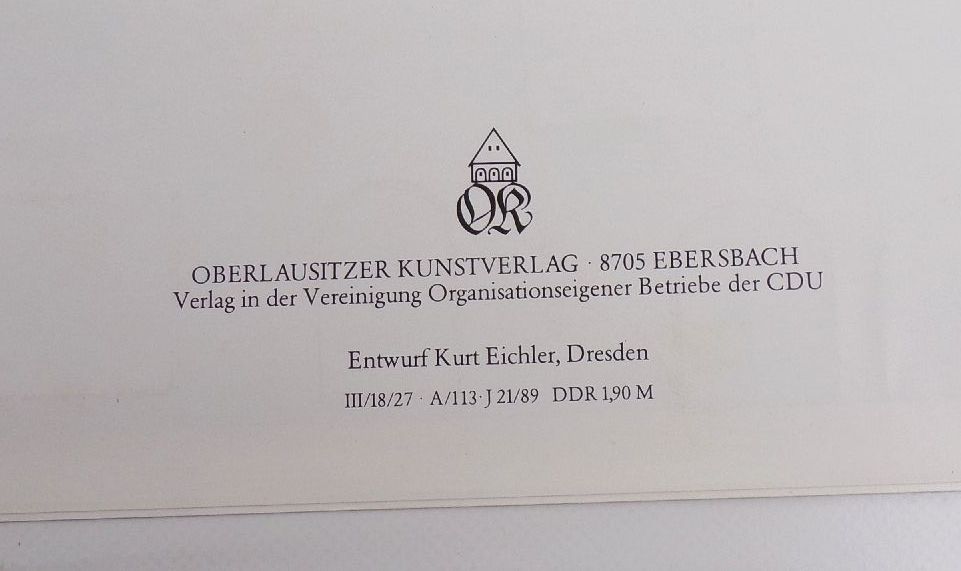 OK
OBERLAUSITZER KUNSTVERLAG · 8705 EBERSBACH
Verlag in der Vereinigung Organisationseigener Betriebe der CDU
Entwurf Kurt Eichler, Dresden
III/18/27 · A/113 · J 21/89 DDR 1,90 M